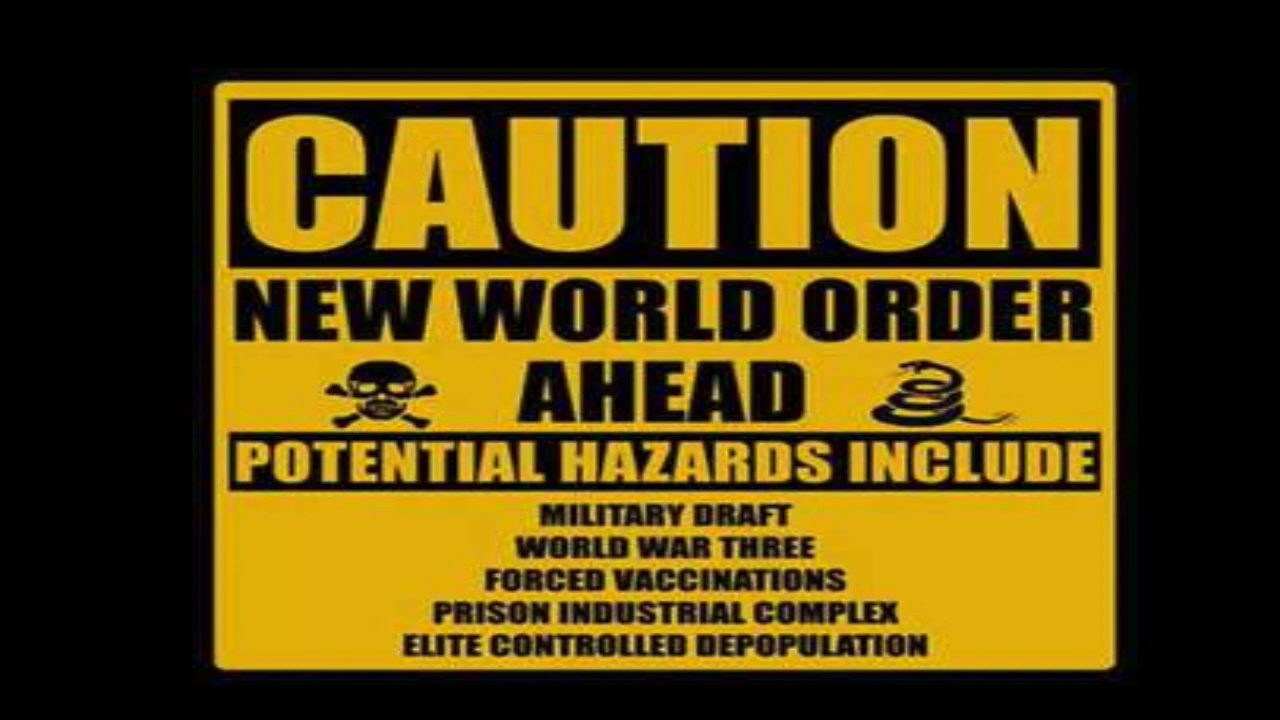 CAUTION
NEW WORLD ORDER
AHEAD
POTENTIAL HAZARDS INCLUDE
MILITARY DRAFT
WORLD WAR THREE
FORCED VACCINATIONS
PRISON INDUSTRIAL COMPLEX
ELITE CONTROLLED DEPOPULATION